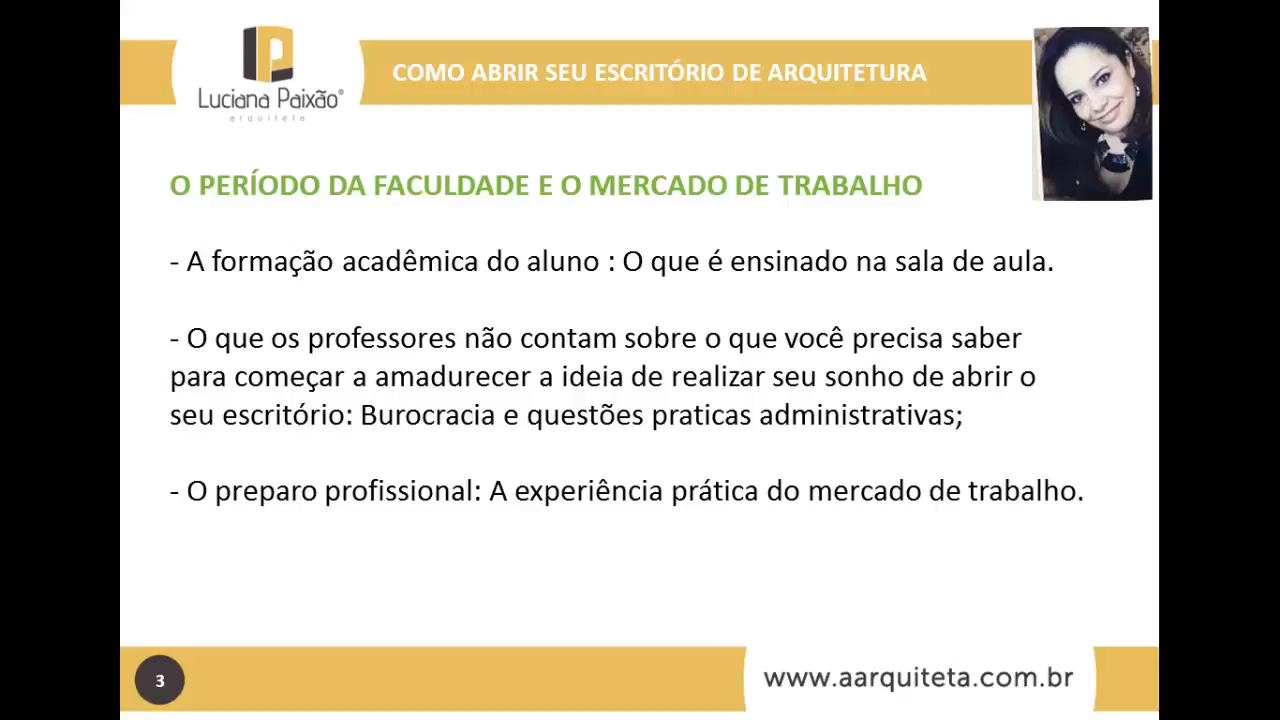 Luciana Paixão®
arquiteta
COMO ABRIR SEU ESCRITÓRIO DE ARQUITETURA
O PERÍODO DA FACULDADE E O MERCADO DE TRABALHO
- A formação acadêmica do aluno : O que é ensinado na sala de aula.
- O que os professores não contam sobre o que você precisa saber
para começar a amadurecer a ideia de realizar seu sonho de abrir o
seu escritório: Burocracia e questões praticas administrativas;
- O preparo profissional: A experiência prática do mercado de trabalho.
3
www.aarquiteta.com.br